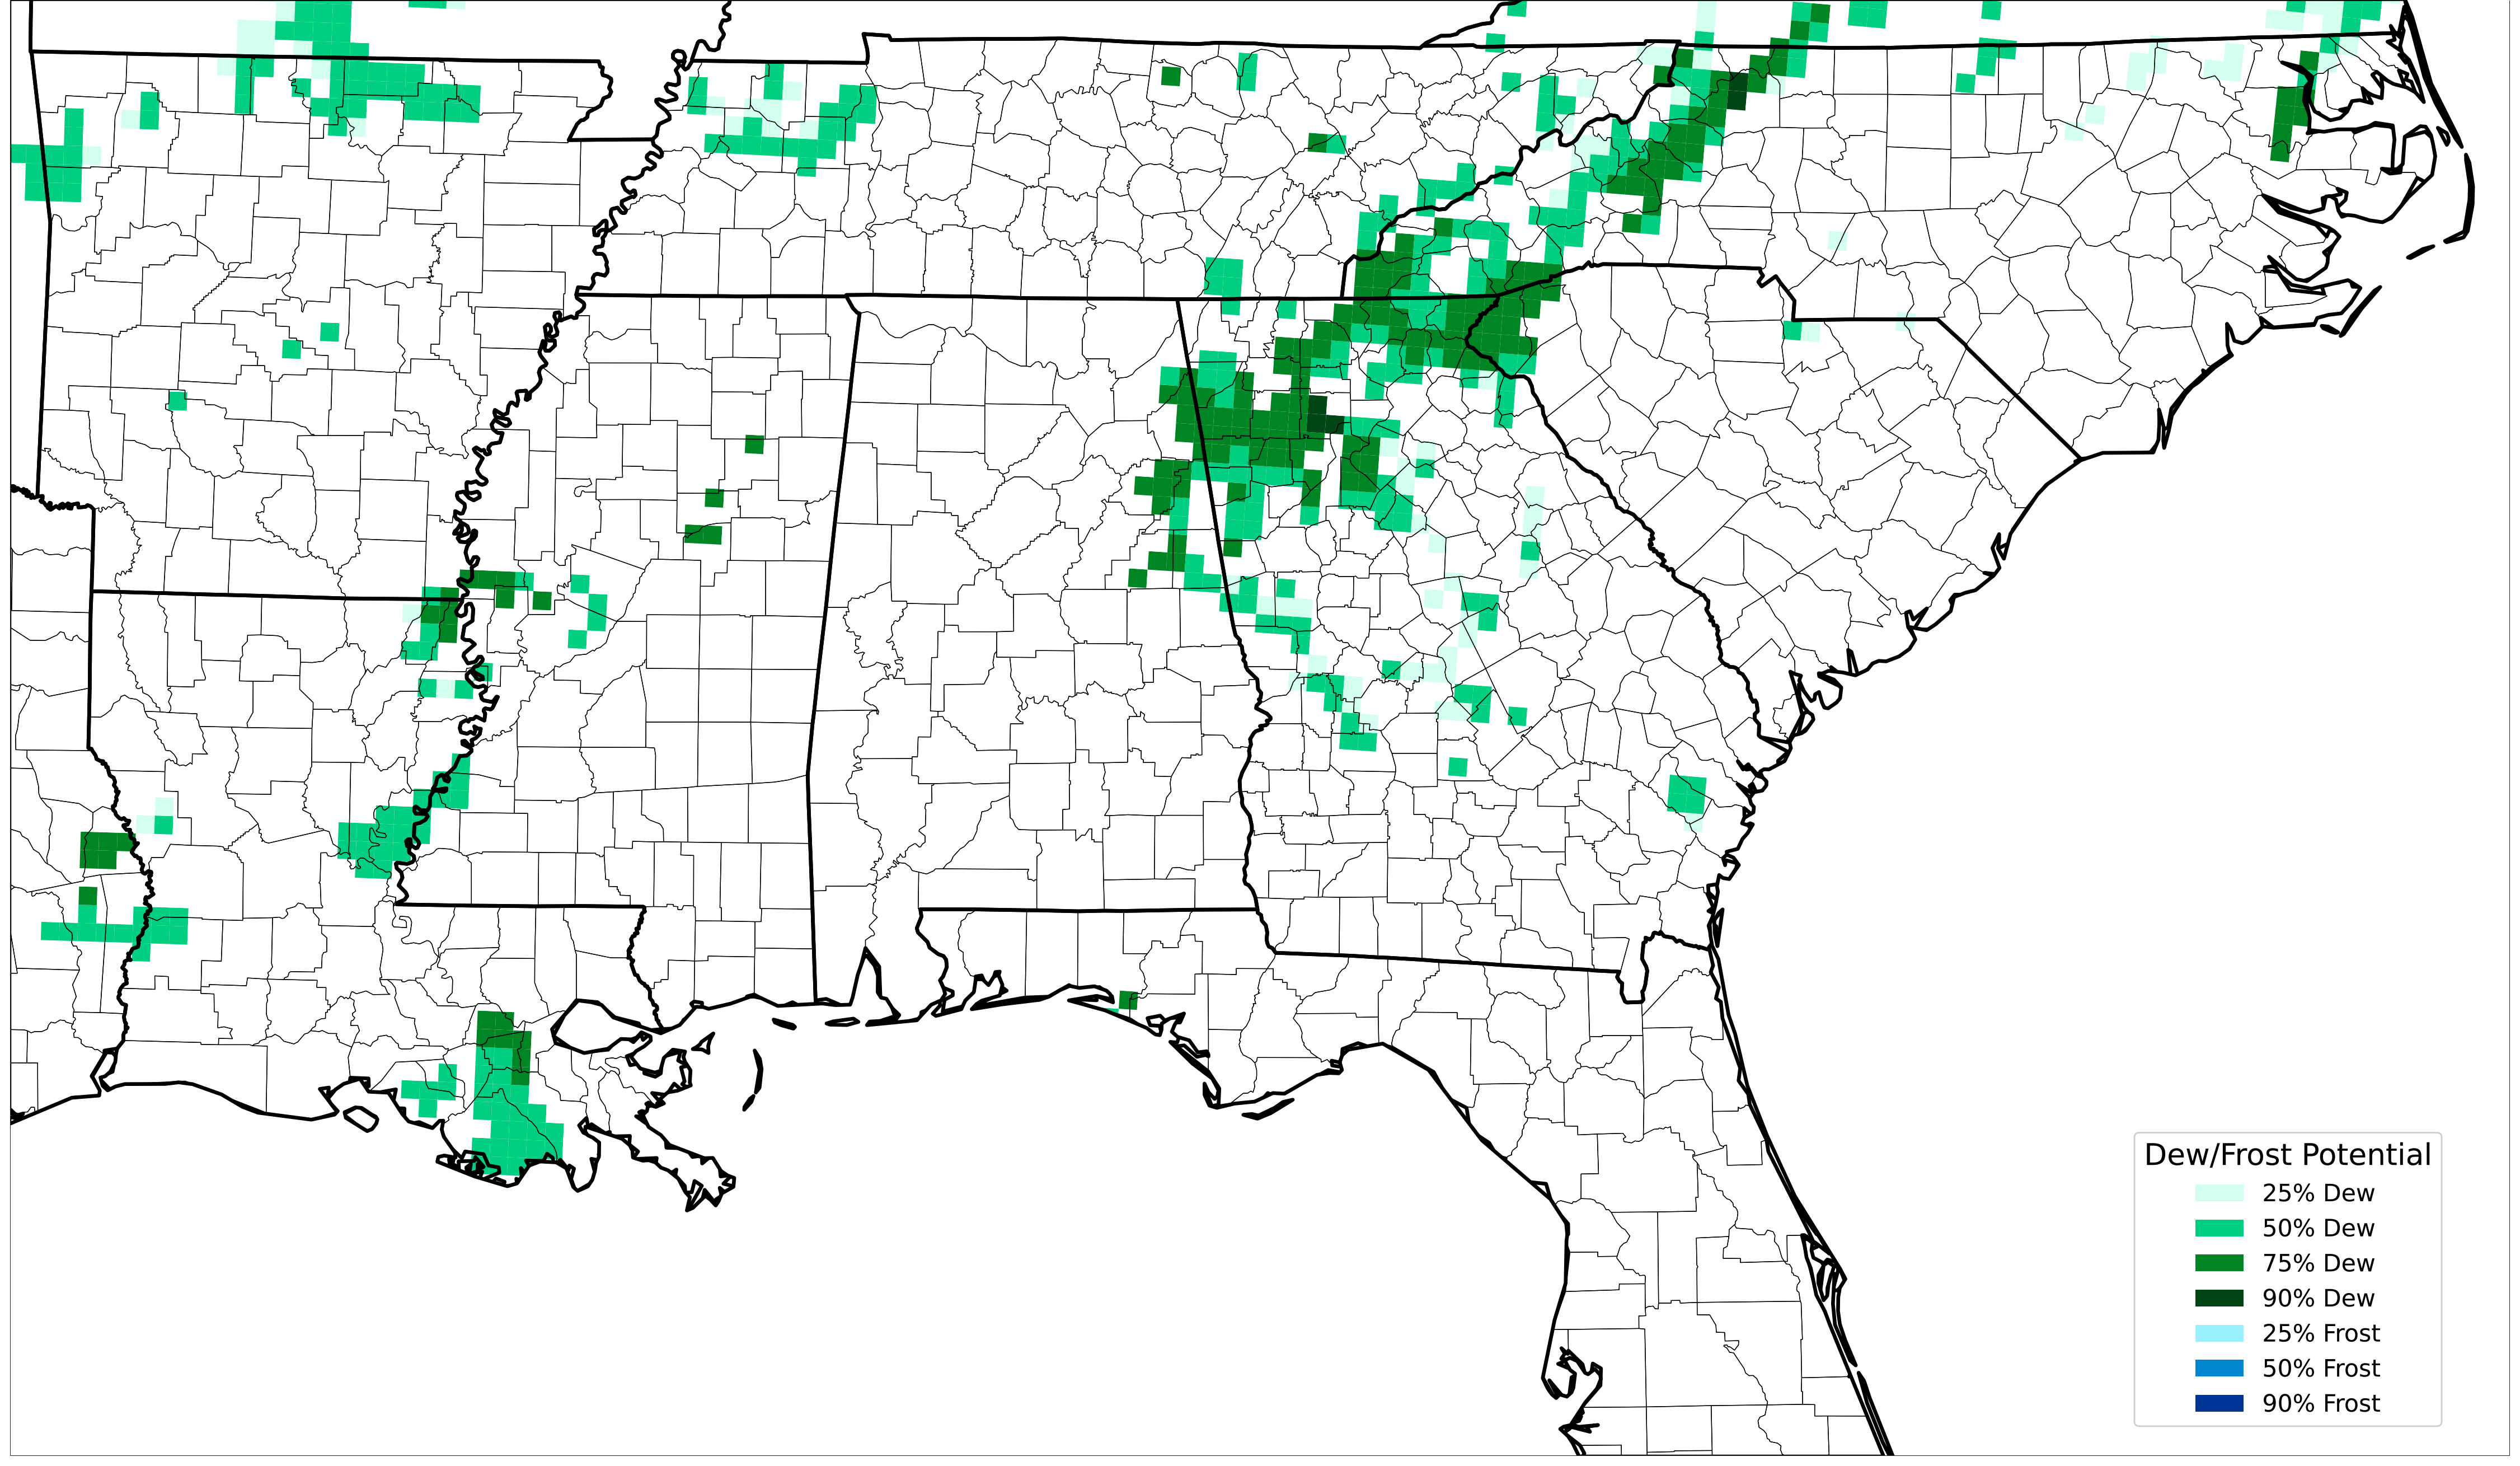 Dew/Frost Potential
25% Dew
50% Dew
75% Dew
90% Dew
25% Frost
50% Frost
90% Frost